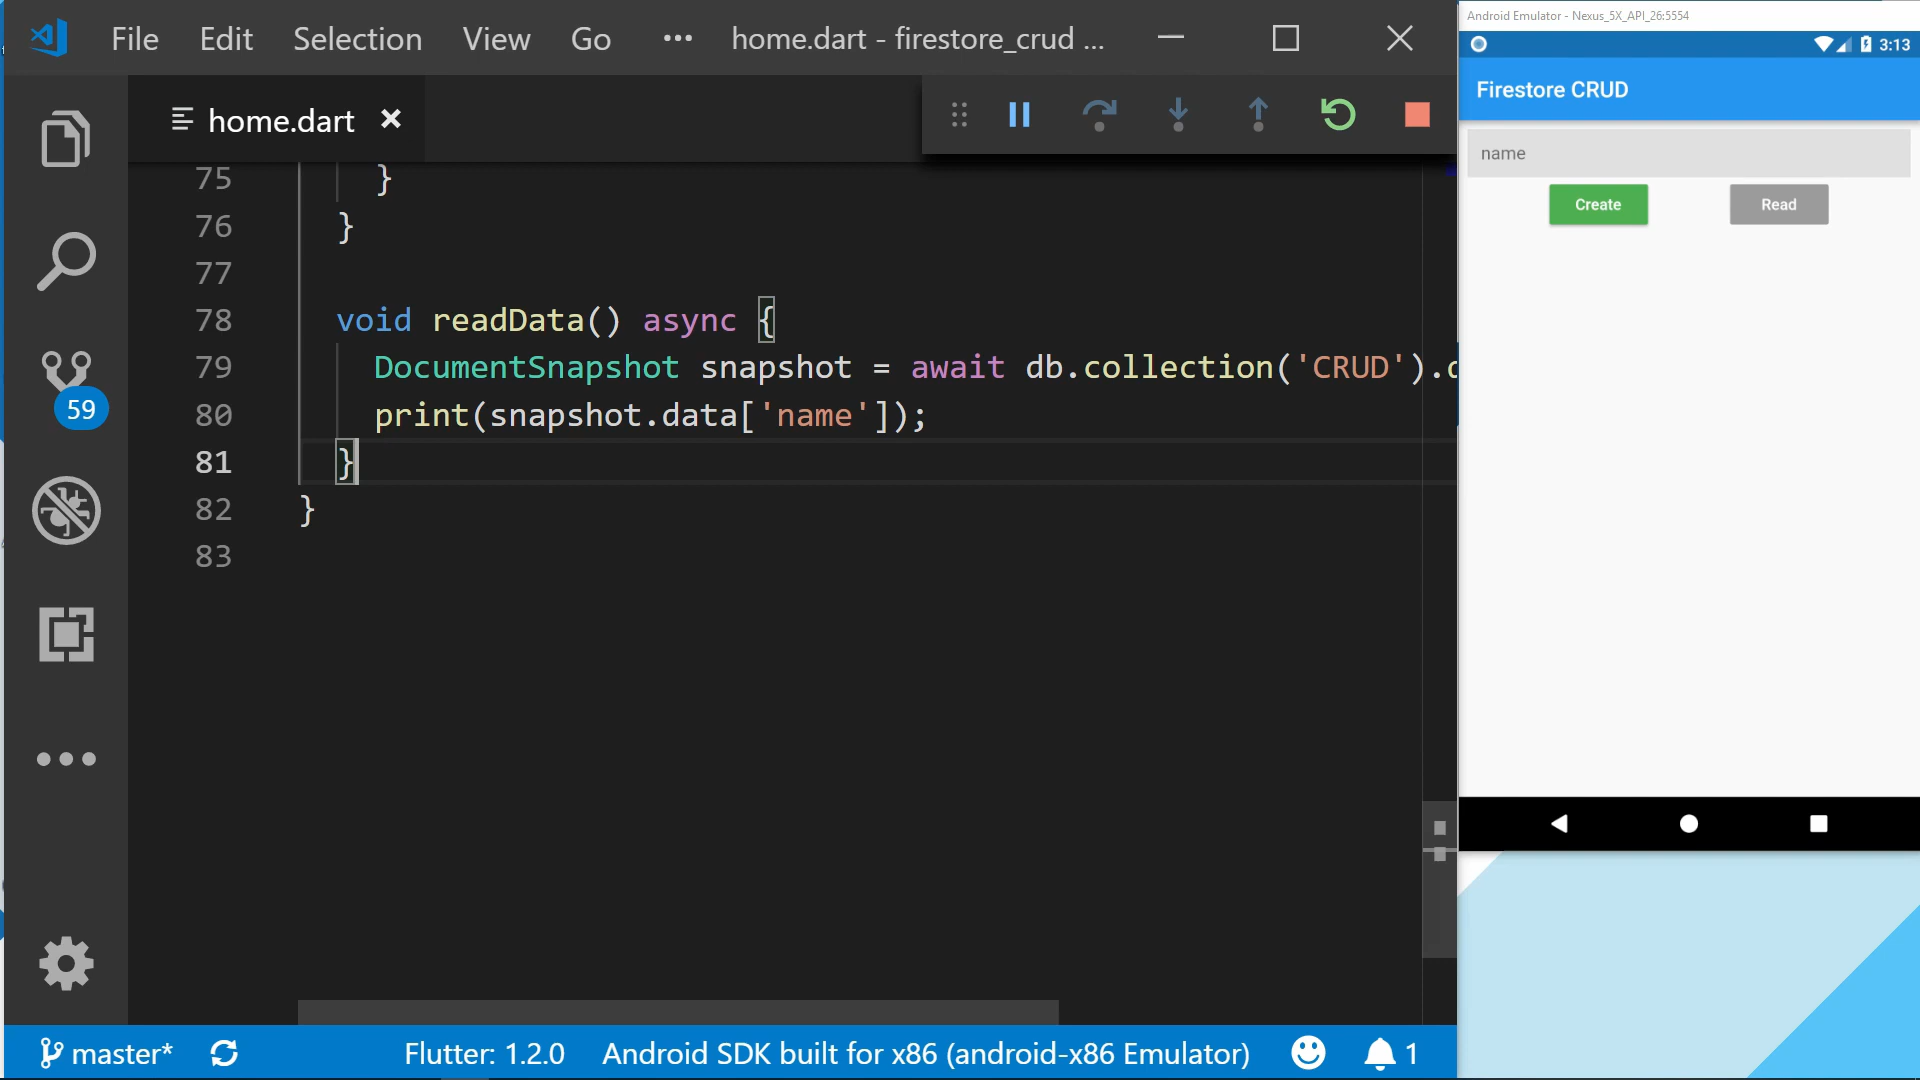 File Edit Selection View Go ••• home.dart - firestore_crud ...
home.dart
75 }
76 }
77
78 void readData() async {
79 DocumentSnapshot snapshot = await db.collection('CRUD').
80 print(snapshot.data['name']);
81 }
82 }
83
59
master* Flutter: 1.2.0 Android SDK built for x86 (android-x86 Emulator) 1
Android Emulator - Nexus_5X_API_26:5554
3:13
Firestore CRUD
name
Create Read